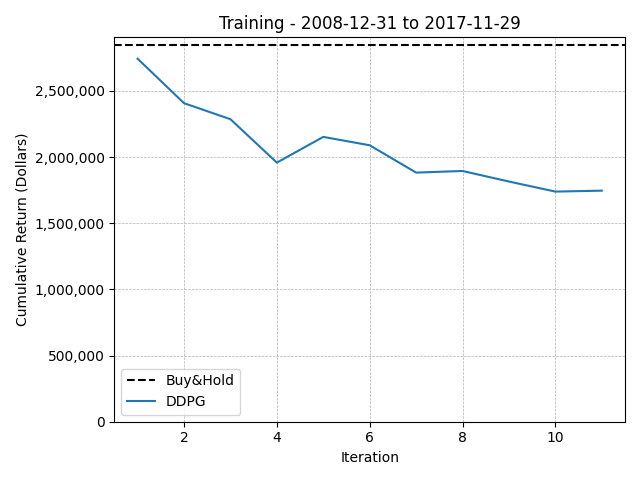 Training - 2008-12-31 to 2017-11-29
Cumulative Return (Dollars)
2,500,000
2,000,000
1,500,000
1,000,000
500,000
0
Buy&Hold
DDPG
2 4 6 8 10
Iteration